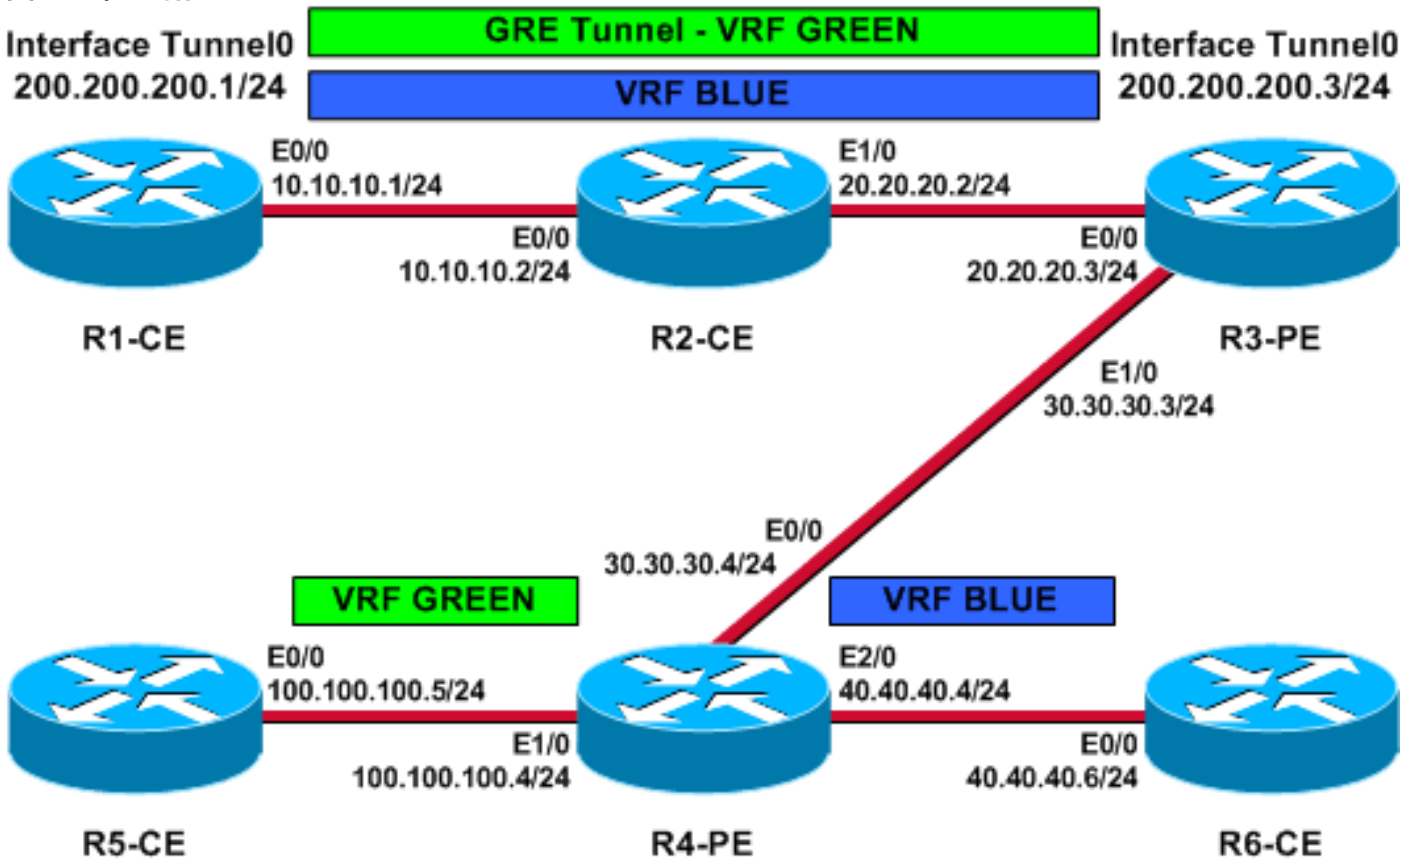 GRE Tunnel - VRF GREEN
Interface Tunnel0
200.200.200.1/24
Interface Tunnel0
200.200.200.3/24
VRF BLUE
E0/0
10.10.10.1/24
E1/0
20.20.20.2/24
E0/0
10.10.10.2/24
E0/0
20.20.20.3/24
R1-CE
R2-CE
R3-PE
E1/0
30.30.30.3/24
E0/0
30.30.30.4/24
VRF GREEN
VRF BLUE
E0/0
100.100.100.5/24
E2/0
40.40.40.4/24
E1/0
100.100.100.4/24
E0/0
40.40.40.6/24
R5-CE
R4-PE
R6-CE